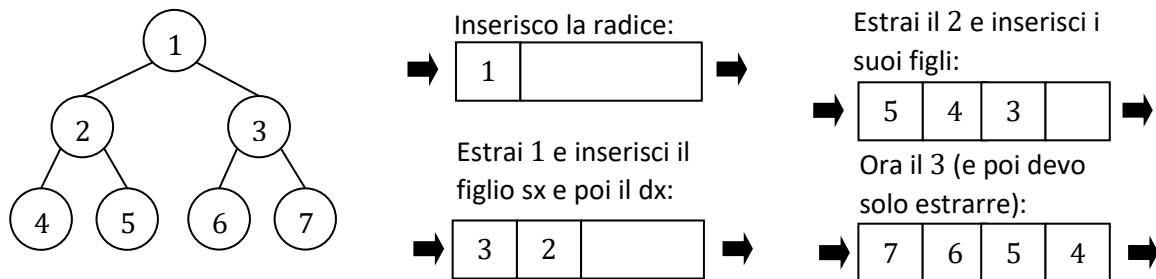 1
2 3
4 5 6 7
Inserisco la radice:
1
Estrai 1 e inserisci il
figlio sx e poi il dx:
3 2
Estrai il 2 e inserisci i
suoi figli:
5 4 3
Ora il 3 (e poi devo
solo estrarre):
7 6 5 4